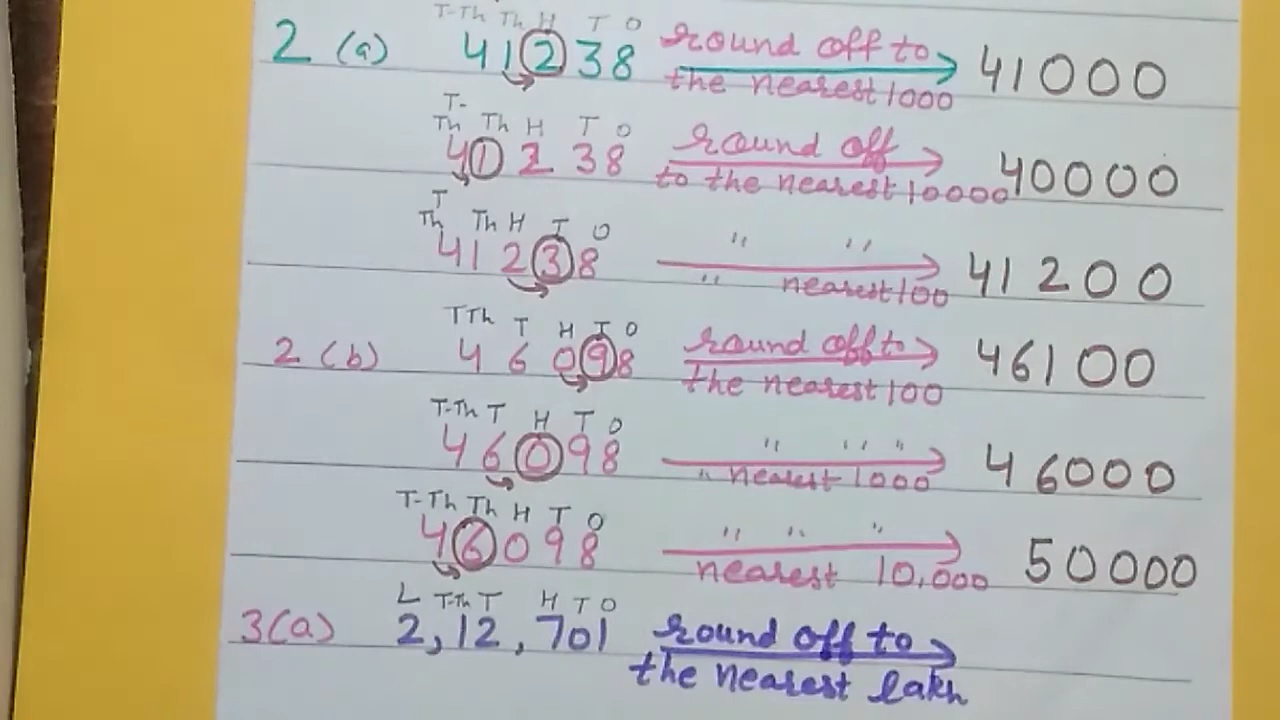 T-Th Th H T O
2 (a) 41238 round off to the nearest 1000 41000
T-Th Th H T O
41238 round off to the nearest 10000 40000
T Th Th H T O
41238 " " " nearest 100 41200
TTh T H T O
2 (b) 46098 round off to the nearest 100 46100
T-Th T H T O
46098 " " " " nearest 1000 46000
T-Th Th H T O
46098 " " " nearest 10,000 50000
L T-Th T H T O
3(a) 2,12,701 round off to the nearest lakh